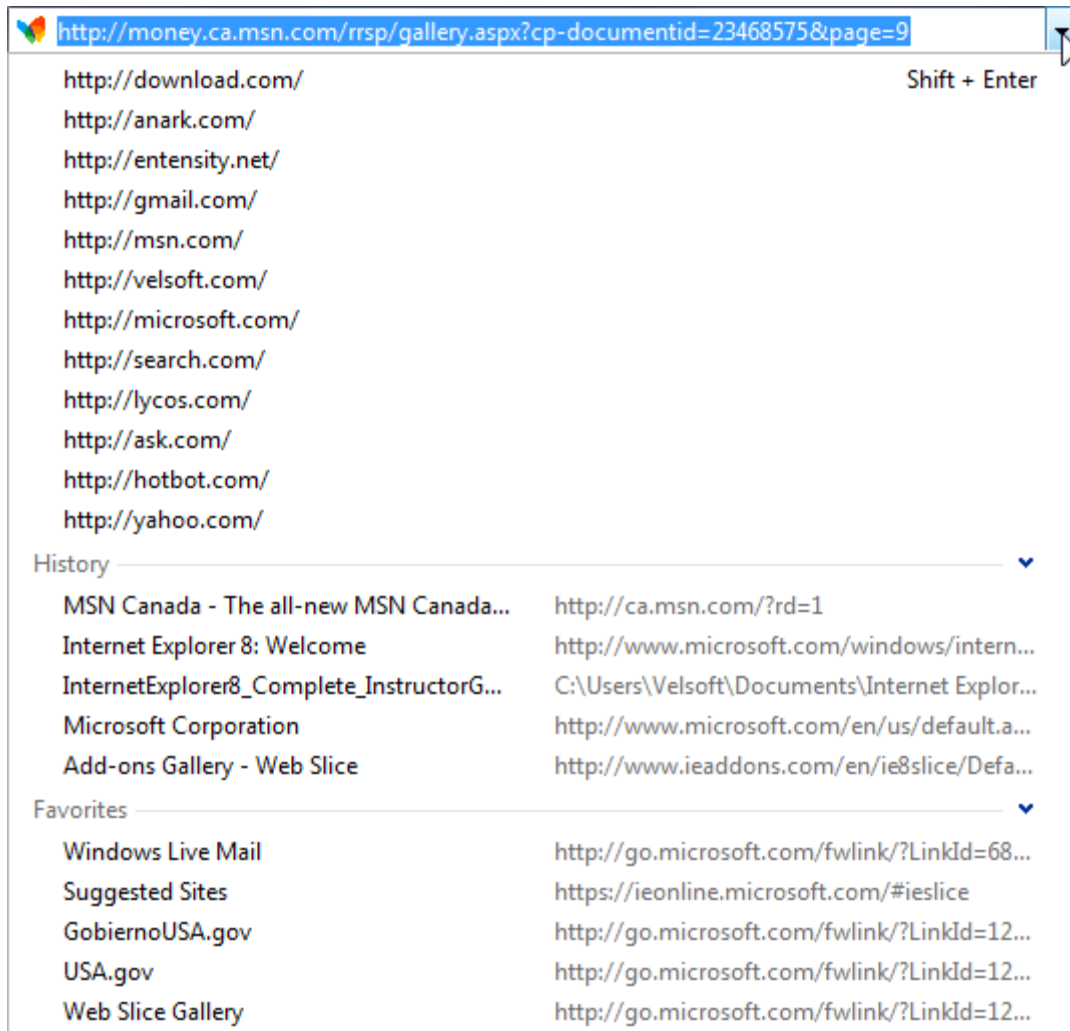 http://money.ca.msn.com/rrsp/gallery.aspx?cp-documentid=23468575&page=9
http://download.com/ Shift + Enter
http://anark.com/
http://entensity.net/
http://gmail.com/
http://msn.com/
http://velsoft.com/
http://microsoft.com/
http://search.com/
http://lycos.com/
http://ask.com/
http://hotbot.com/
http://yahoo.com/
History
MSN Canada - The all-new MSN Canada... http://ca.msn.com/?rd=1
Internet Explorer 8: Welcome http://www.microsoft.com/windows/intern...
InternetExplorer8_Complete_InstructorG... C:\Users\Velsoft\Documents\Internet Explor...
Microsoft Corporation http://www.microsoft.com/en/us/default.a...
Add-ons Gallery - Web Slice http://www.ieaddons.com/en/ie8slice/Defa...
Favorites
Windows Live Mail http://go.microsoft.com/fwlink/?LinkId=68...
Suggested Sites https://ieonline.microsoft.com/#ieslice
GobiernoUSA.gov http://go.microsoft.com/fwlink/?LinkId=12...
USA.gov http://go.microsoft.com/fwlink/?LinkId=12...
Web Slice Gallery http://go.microsoft.com/fwlink/?LinkId=12...